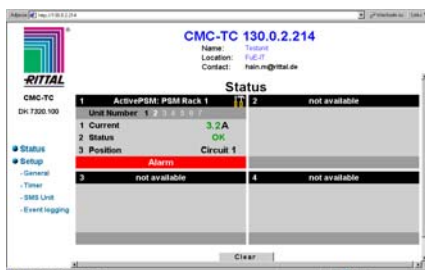 CMC-TC 130.0.2.214
Name: Testunit
Location: FuE-IT
Contact: hain.m@rittal.de
RITTAL
CMC-TC
DK 7320.100
Status
Setup
- General
- Timer
- SMS Unit
- Event logging
Status
1 ActivePSM: PSM Rack 1
Unit Number 1 2 3 4 5 6 7
1 Current 3.2A
2 Status OK
3 Position Circuit 1
Alarm
2 not available
3 not available
4 not available
Clear